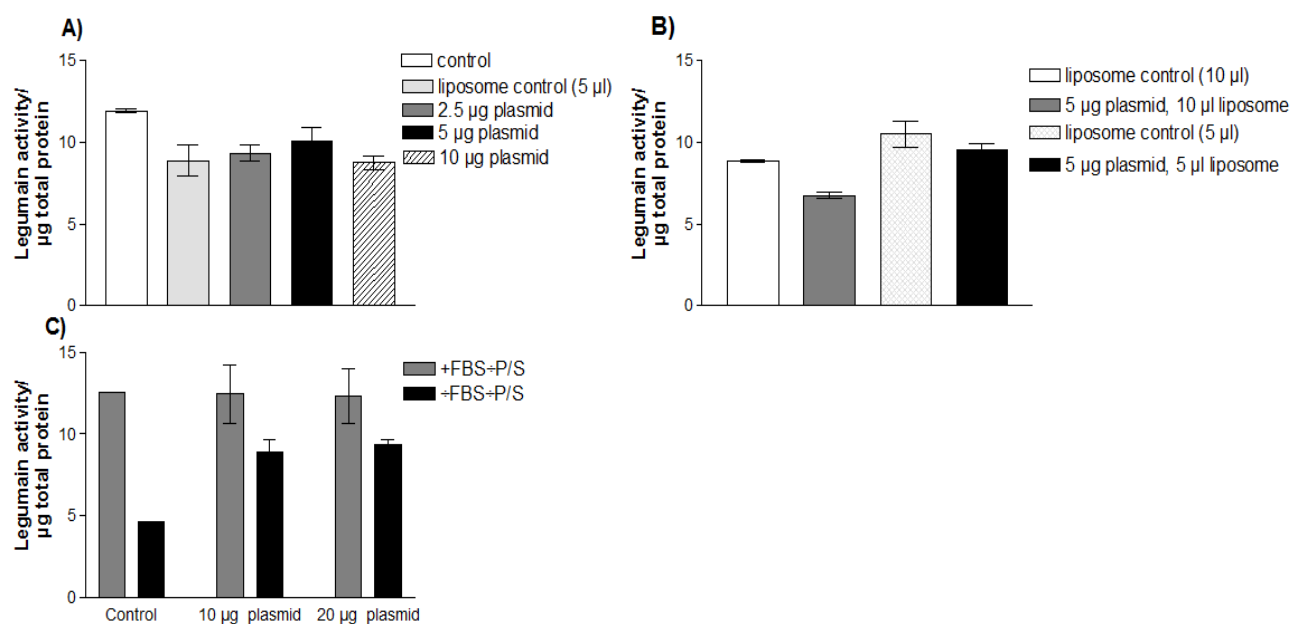 A)
15
10
5
0
Legumain activity/
µg total protein
control
liposome control (5 µl)
2.5 µg plasmid
5 µg plasmid
10 µg plasmid
B)
15
10
5
0
Legumain activity/
µg total protein
liposome control (10 µl)
5 µg plasmid, 10 µl liposome
liposome control (5 µl)
5 µg plasmid, 5 µl liposome
C)
15
10
5
0
Legumain activity/
µg total protein
+FBS÷P/S
÷FBS÷P/S
Control
10 µg plasmid
20 µg plasmid